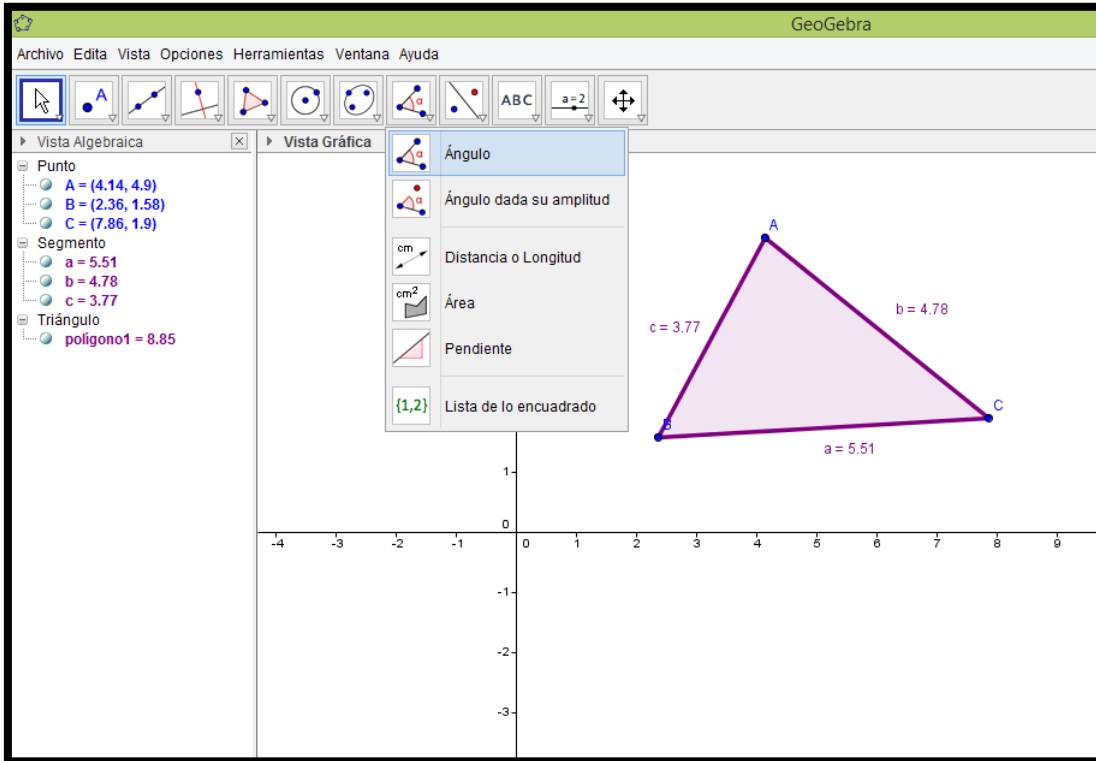 GeoGebra
Archivo Edita Vista Opciones Herramientas Ventana Ayuda
A
α
ABC
a=2
Vista Algebraica
Vista Gráfica
Punto
A = (4.14, 4.9)
B = (2.36, 1.58)
C = (7.86, 1.9)
Segmento
a = 5.51
b = 4.78
c = 3.77
Triángulo
polígono1 = 8.85
α Ángulo
α Ángulo dada su amplitud
cm Distancia o Longitud
cm² Área
Pendiente
{1,2} Lista de lo encuadrado
A
b = 4.78
c = 3.77
C
B
a = 5.51
1
0
-4 -3 -2 -1 0 1 2 3 4 5 6 7 8 9
-1
-2
-3